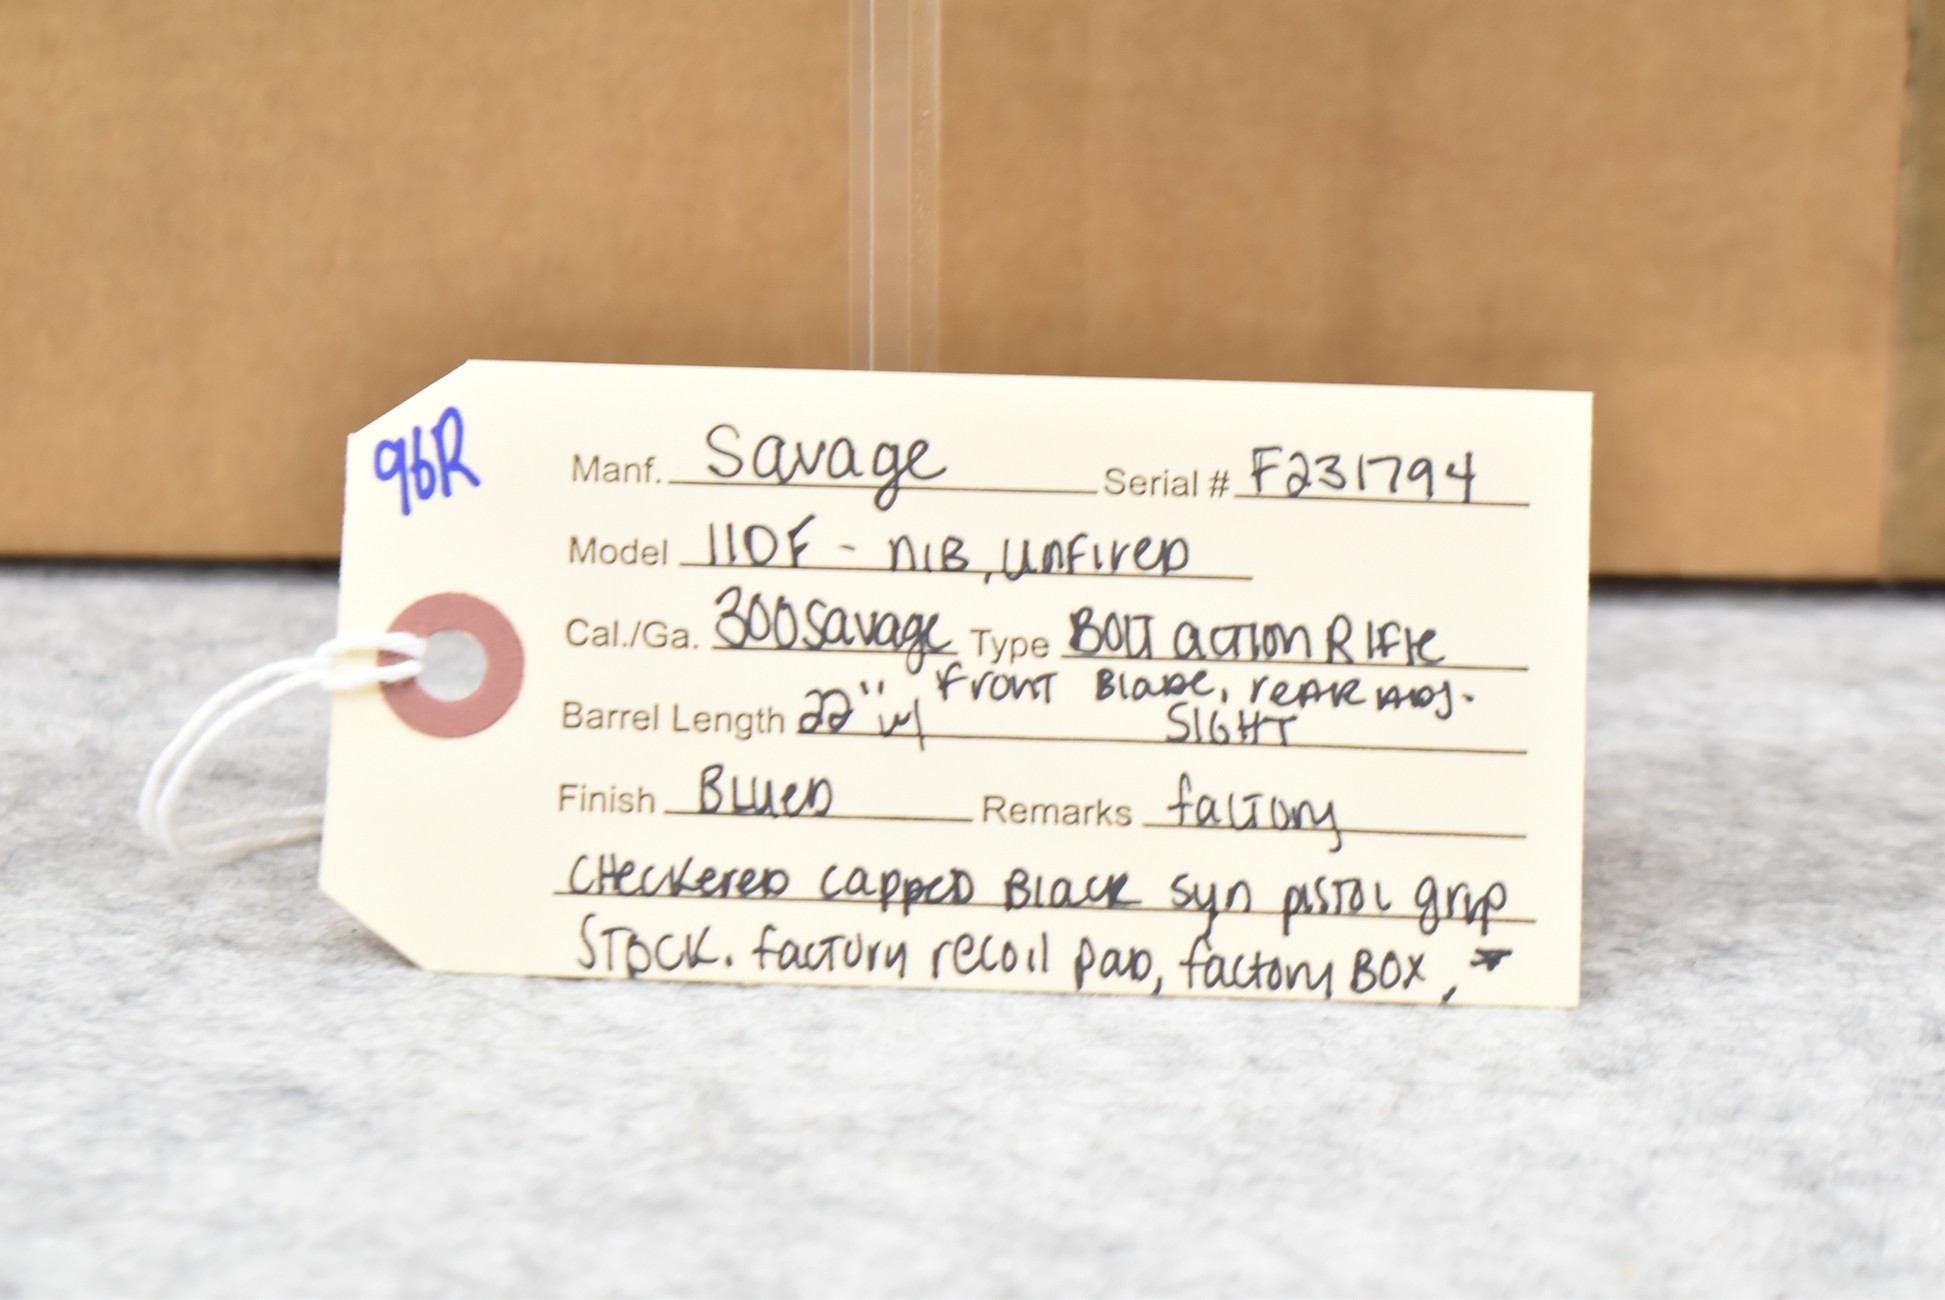 96R
Manf. Savage Serial # F231794
Model 110F - NIB, UNFIRED
Cal./Ga. 300 Savage Type BOLT ACTION RIFLE
Front Blade, rear adj.
Barrel Length 22" w/ SIGHT
Finish BLUED Remarks factory
CHECKERED CAPPED BLACK Syn pistol grip
STOCK. factory recoil pad, factory BOX, *